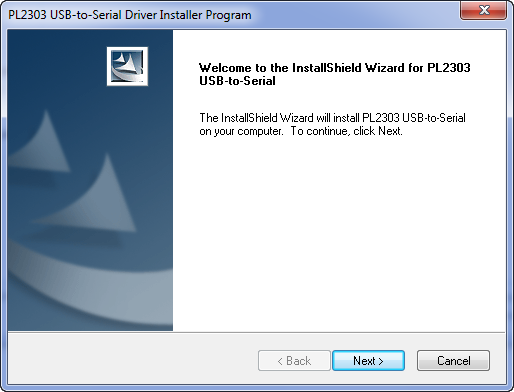 PL2303 USB-to-Serial Driver Installer Program
Welcome to the InstallShield Wizard for PL2303
USB-to-Serial
The InstallShield Wizard will install PL2303 USB-to-Serial
on your computer. To continue, click Next.
< Back
Next >
Cancel